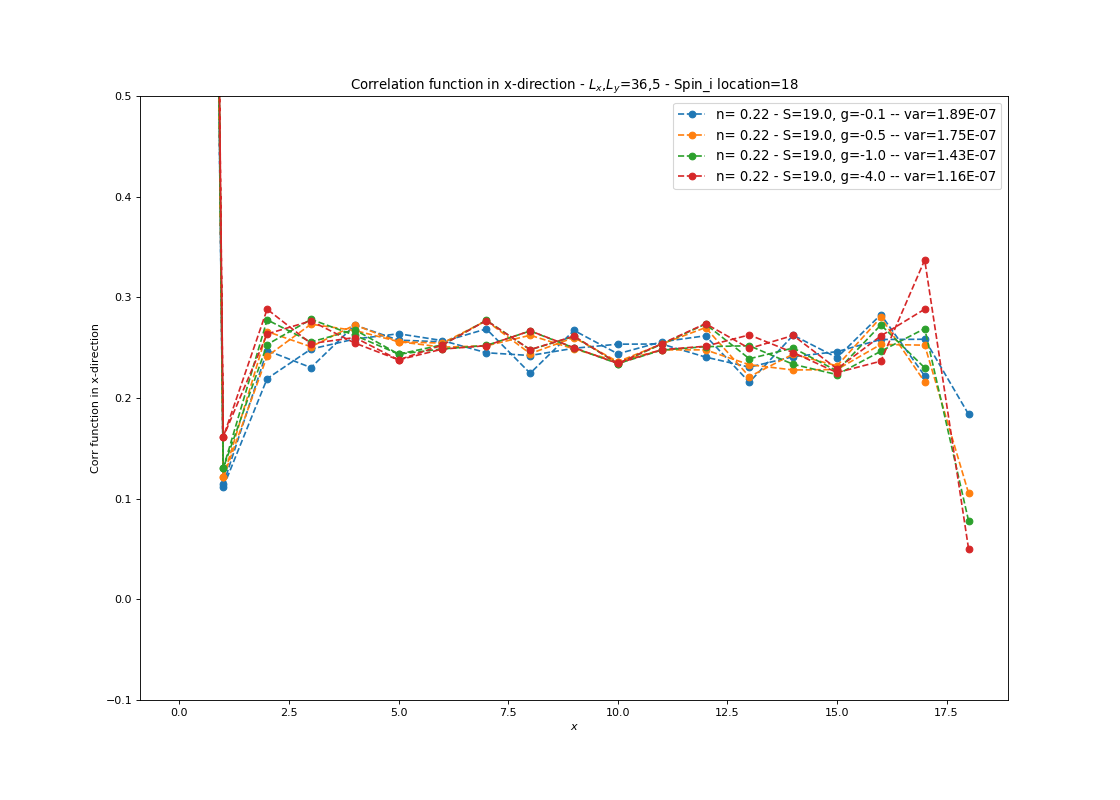 Correlation function in x-direction - $L_x$,$L_y$=36,5 - Spin_i location=18
n= 0.22 - S=19.0, g=-0.1 -- var=1.89E-07
n= 0.22 - S=19.0, g=-0.5 -- var=1.75E-07
n= 0.22 - S=19.0, g=-1.0 -- var=1.43E-07
n= 0.22 - S=19.0, g=-4.0 -- var=1.16E-07
Corr function in x-direction
0.5
0.4
0.3
0.2
0.1
0.0
−0.1
0.0 2.5 5.0 7.5 10.0 12.5 15.0 17.5
x